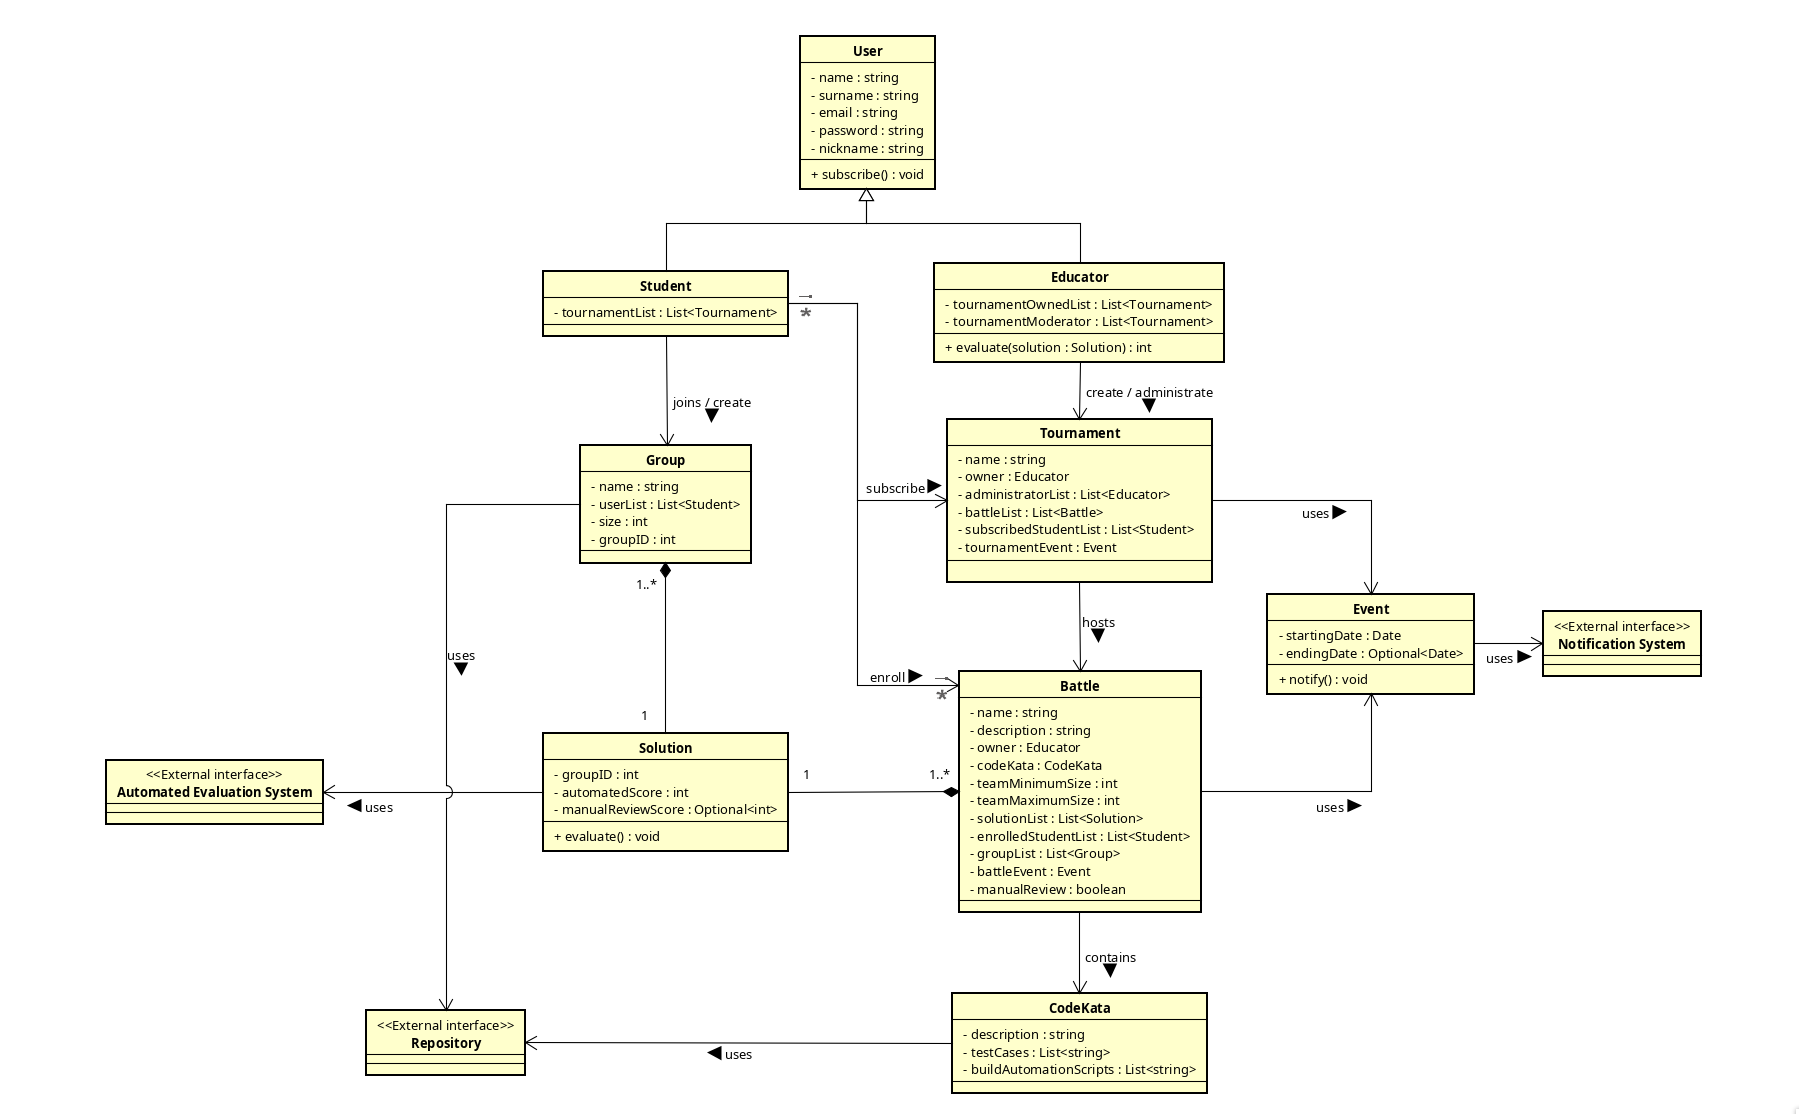 User
- name : string
- surname : string
- email : string
- password : string
- nickname : string
+ subscribe() : void
Student
- tournamentList : List<Tournament>
*
Educator
- tournamentOwnedList : List<Tournament>
- tournamentModerator : List<Tournament>
+ evaluate(solution : Solution) : int
joins / create
create / administrate
Group
- name : string
- userList : List<Student>
- size : int
- groupID : int
1..*
subscribe
Tournament
- name : string
- owner : Educator
- administratorList : List<Educator>
- battleList : List<Battle>
- subscribedStudentList : List<Student>
- tournamentEvent : Event
uses
hosts
Event
- startingDate : Date
- endingDate : Optional<Date>
+ notify() : void
uses
<<External interface>>
Notification System
uses
enroll
*
1
Solution
- groupID : int
- automatedScore : int
- manualReviewScore : Optional<int>
+ evaluate() : void
1
1..*
Battle
- name : string
- description : string
- owner : Educator
- codeKata : CodeKata
- teamMinimumSize : int
- teamMaximumSize : int
- solutionList : List<Solution>
- enrolledStudentList : List<Student>
- groupList : List<Group>
- battleEvent : Event
- manualReview : boolean
uses
<<External interface>>
Automated Evaluation System
uses
contains
CodeKata
- description : string
- testCases : List<string>
- buildAutomationScripts : List<string>
<<External interface>>
Repository
uses